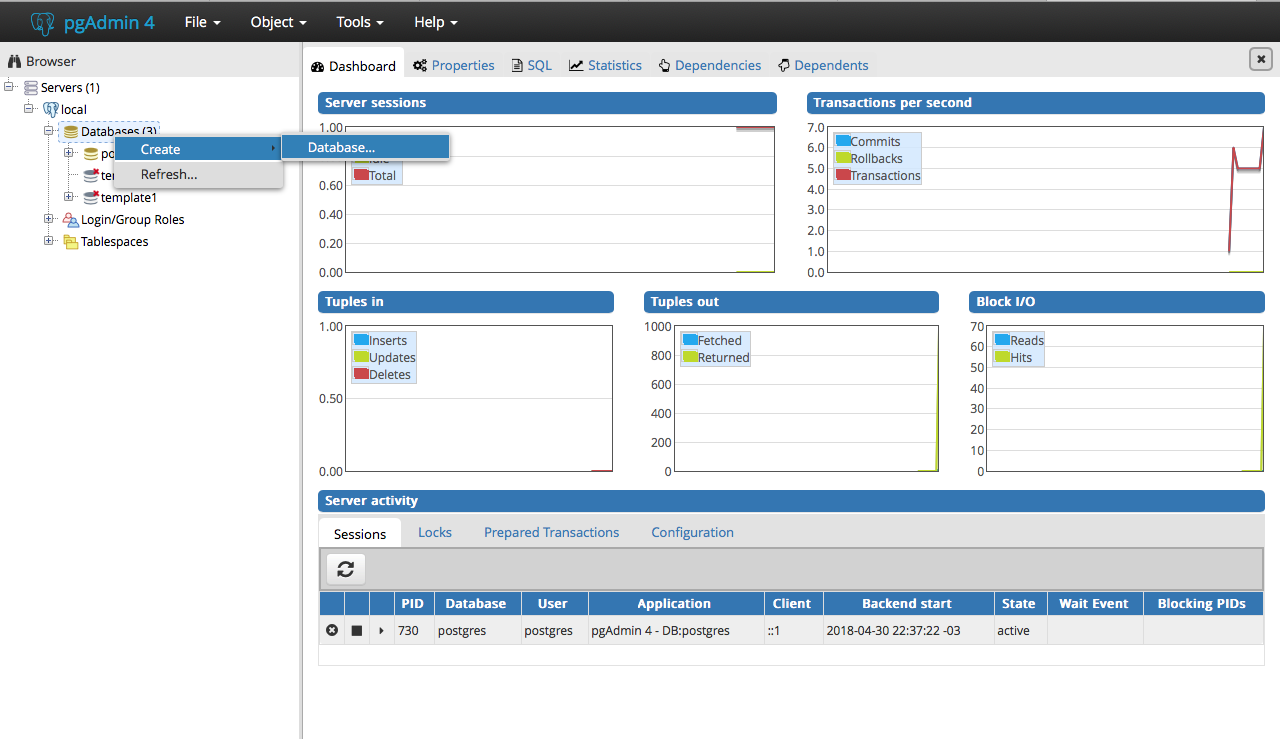 pgAdmin 4 File Object Tools Help
Browser
Dashboard Properties SQL Statistics Dependencies Dependents
Servers (1)
local
Databases (3)
Create
Database...
Refresh...
template1
Login/Group Roles
Tablespaces
Server sessions
1.00
0.60
0.40
0.20
0.00
Total
Transactions per second
7.0
6.0
5.0
4.0
3.0
2.0
1.0
0.0
Commits
Rollbacks
Transactions
Tuples in
1.00
0.50
0.00
Inserts
Updates
Deletes
Tuples out
1000
800
600
400
200
0
Fetched
Returned
Block I/O
70
60
50
40
30
20
10
0
Reads
Hits
Server activity
Sessions Locks Prepared Transactions Configuration
PID Database User Application Client Backend start State Wait Event Blocking PIDs
730 postgres postgres pgAdmin 4 - DB:postgres ::1 2018-04-30 22:37:22 -03 active